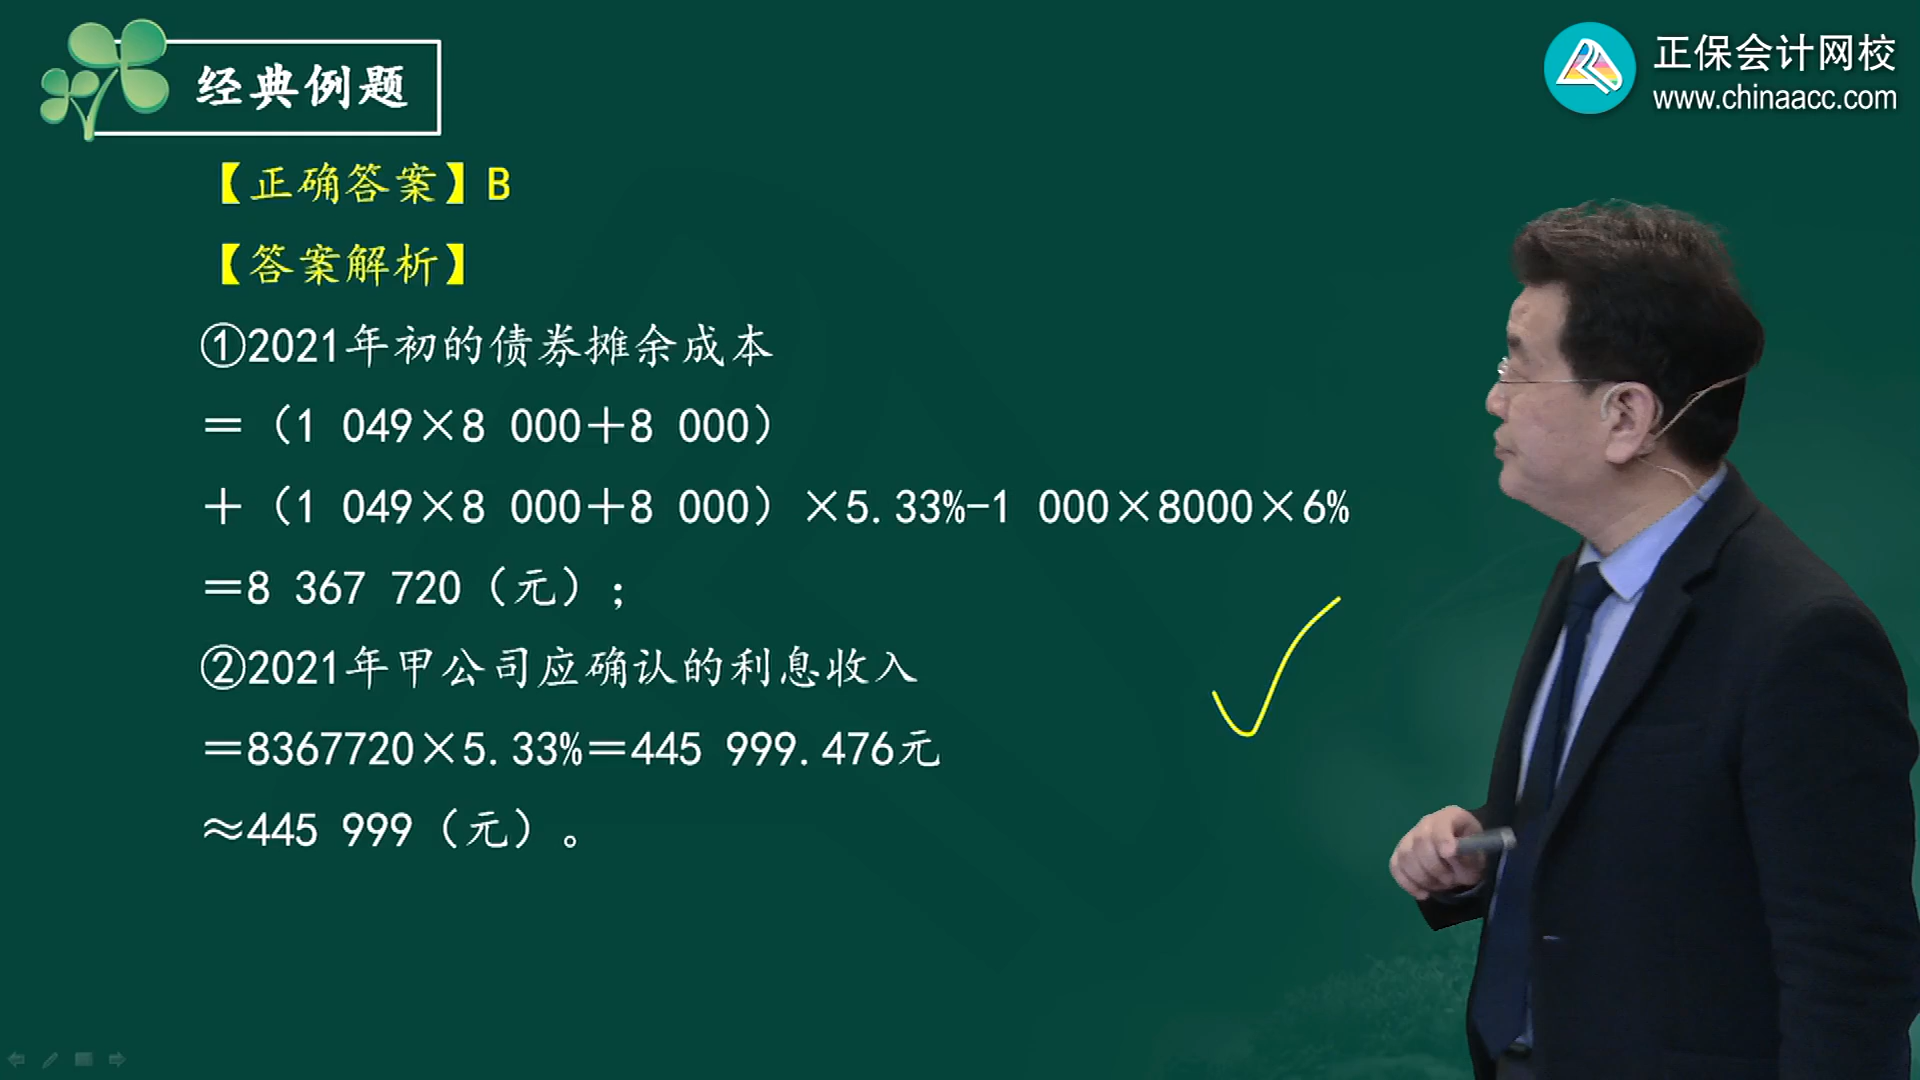 经典例题
正保会计网校
www.chinaacc.com
【正确答案】B
【答案解析】
①2021年初的债券摊余成本
＝（1 049×8 000＋8 000）
＋（1 049×8 000＋8 000）×5.33%-1 000×8000×6%
＝8 367 720（元）；
②2021年甲公司应确认的利息收入
＝8367720×5.33%＝445 999.476元
≈445 999（元）。